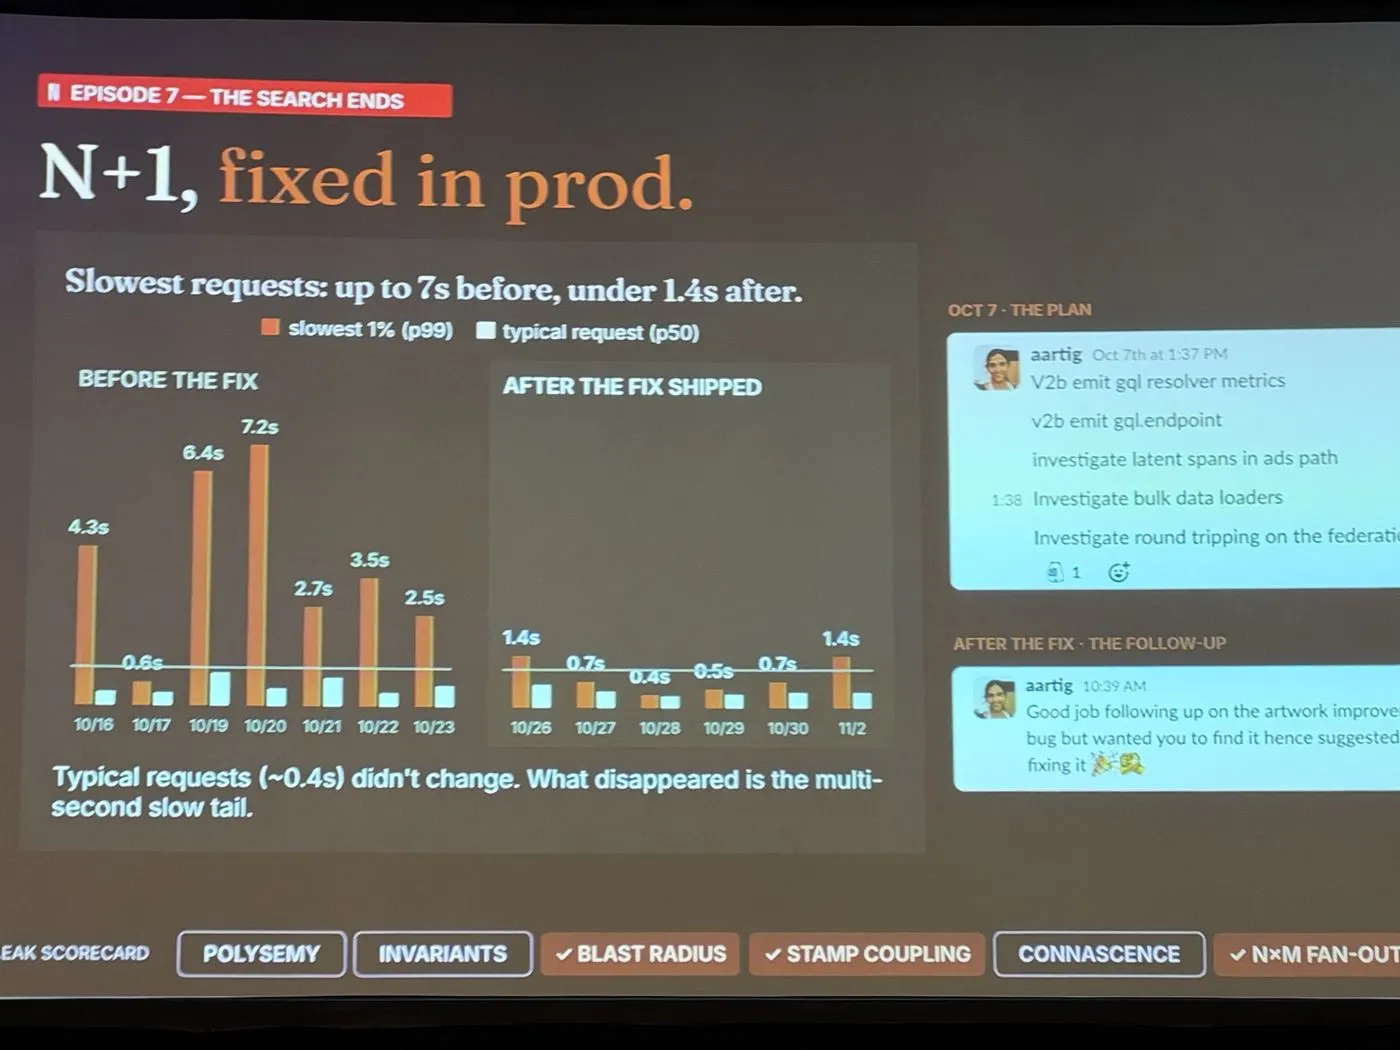 N EPISODE 7 — THE SEARCH ENDS
N+1, fixed in prod.
Slowest requests: up to 7s before, under 1.4s after.
slowest 1% (p99) typical request (p50)
BEFORE THE FIX
4.3s
0.6s
6.4s
7.2s
2.7s
3.5s
2.5s
10/16 10/17 10/19 10/20 10/21 10/22 10/23
AFTER THE FIX SHIPPED
1.4s
0.7s
0.4s
0.5s
0.7s
1.4s
10/26 10/27 10/28 10/29 10/30 11/2
Typical requests (~0.4s) didn't change. What disappeared is the multi-
second slow tail.
OCT 7 · THE PLAN
aartig Oct 7th at 1:37 PM
V2b emit gql resolver metrics
v2b emit gql.endpoint
investigate latent spans in ads path
1:38 Investigate bulk data loaders
Investigate round tripping on the federati
1
AFTER THE FIX · THE FOLLOW-UP
aartig 10:39 AM
Good job following up on the artwork improve
bug but wanted you to find it hence suggested
fixing it
EAK SCORECARD POLYSEMY INVARIANTS ✓ BLAST RADIUS ✓ STAMP COUPLING CONNASCENCE ✓ N×M FAN-OUT